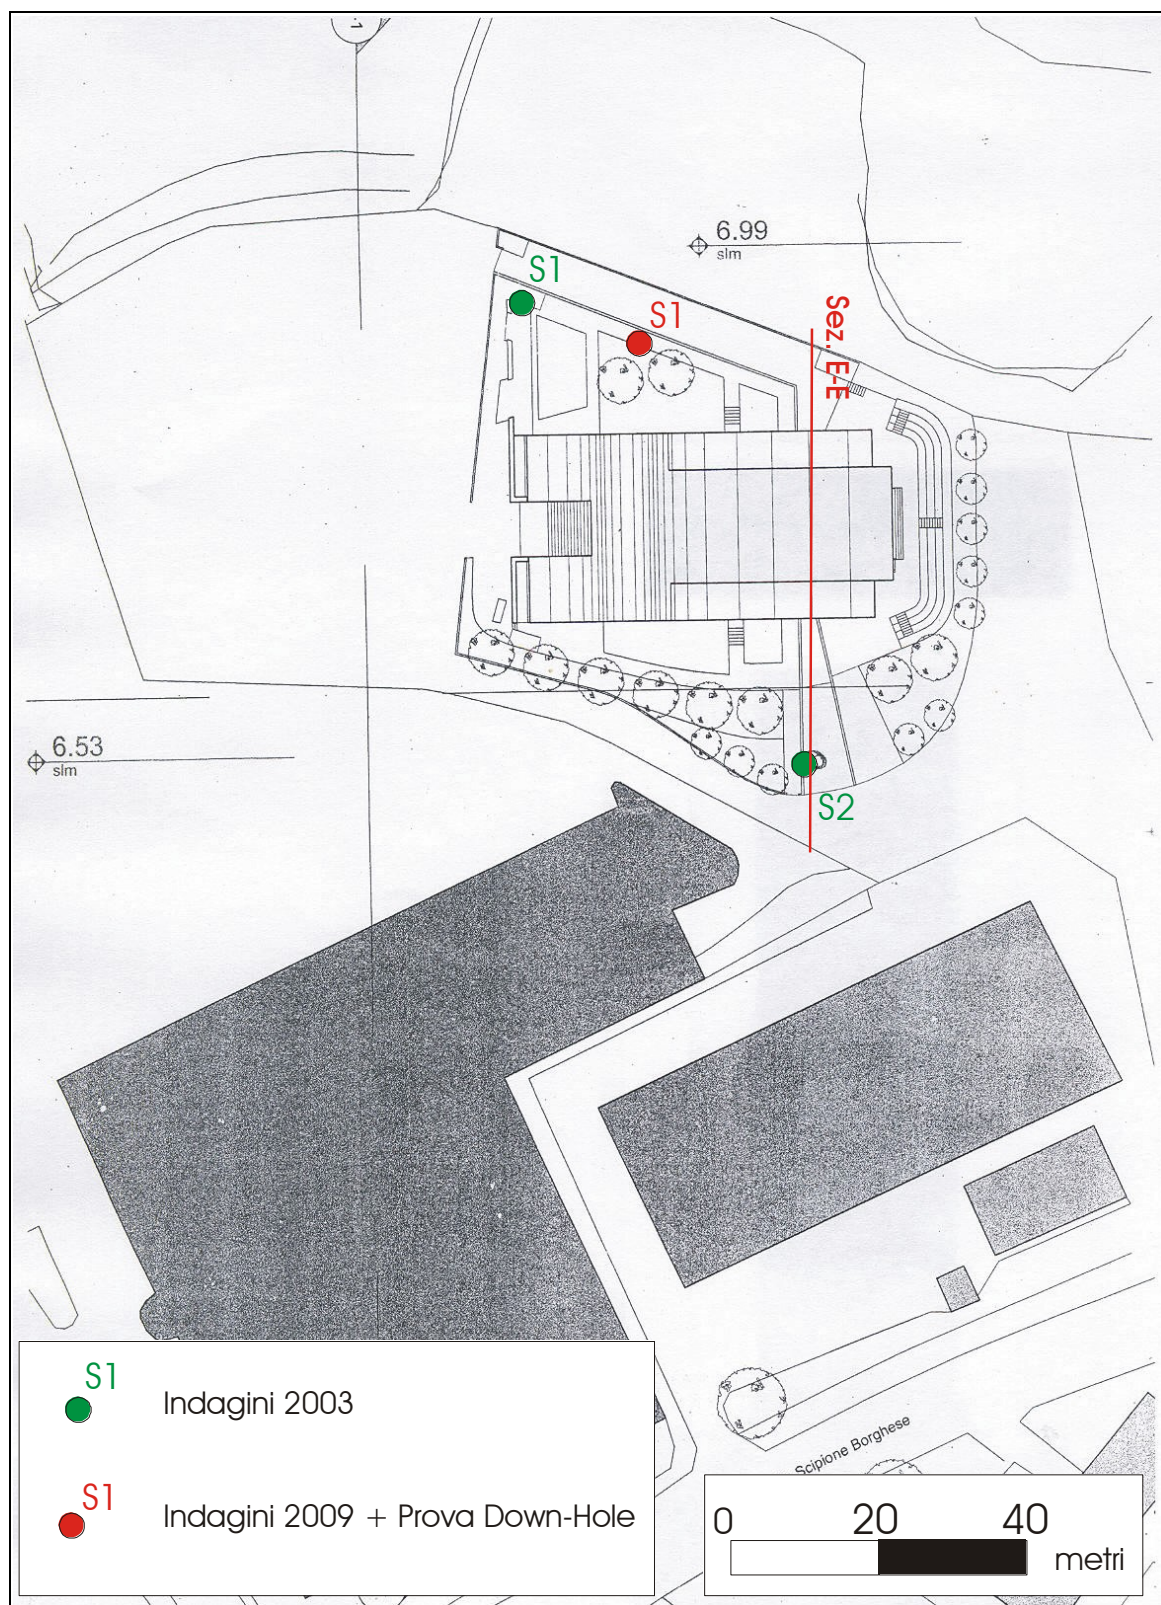 6.99
slm
S1
S1
Sez. E-E
6.53
slm
S2
S1
Indagini 2003
S1
Indagini 2009 + Prova Down-Hole
Scipione Borghese
0 20 40
metri